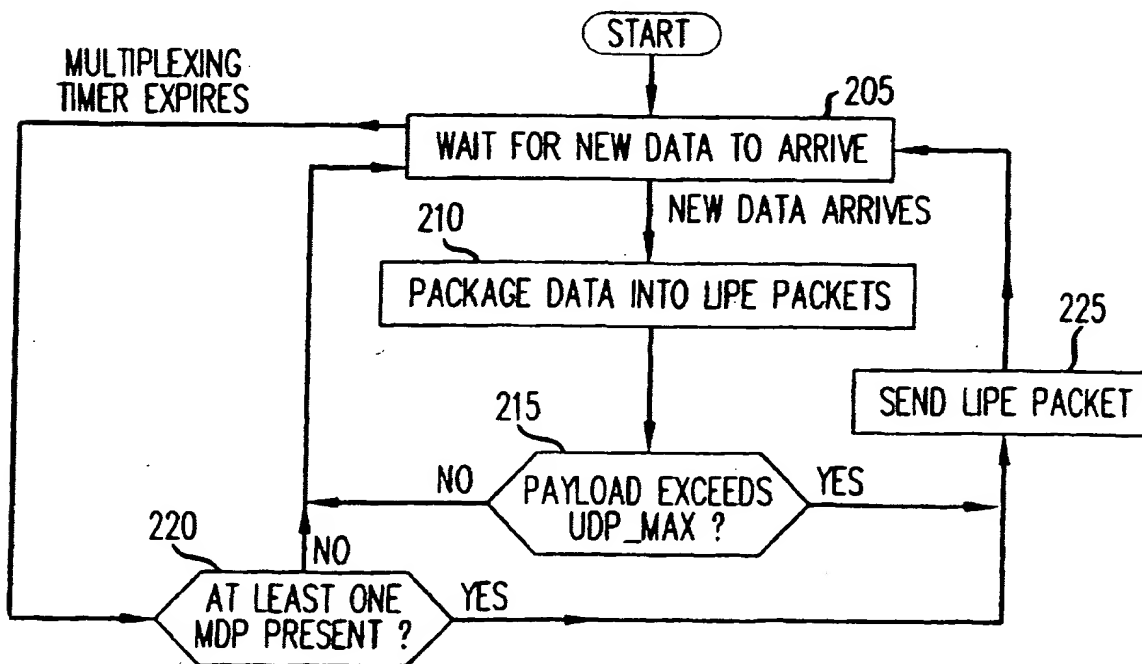 START
MULTIPLEXING
TIMER EXPIRES
205
WAIT FOR NEW DATA TO ARRIVE
NEW DATA ARRIVES
210
PACKAGE DATA INTO LIPE PACKETS
225
SEND LIPE PACKET
215
NO
PAYLOAD EXCEEDS
UDP_MAX ?
YES
220
NO
AT LEAST ONE
MDP PRESENT ?
YES